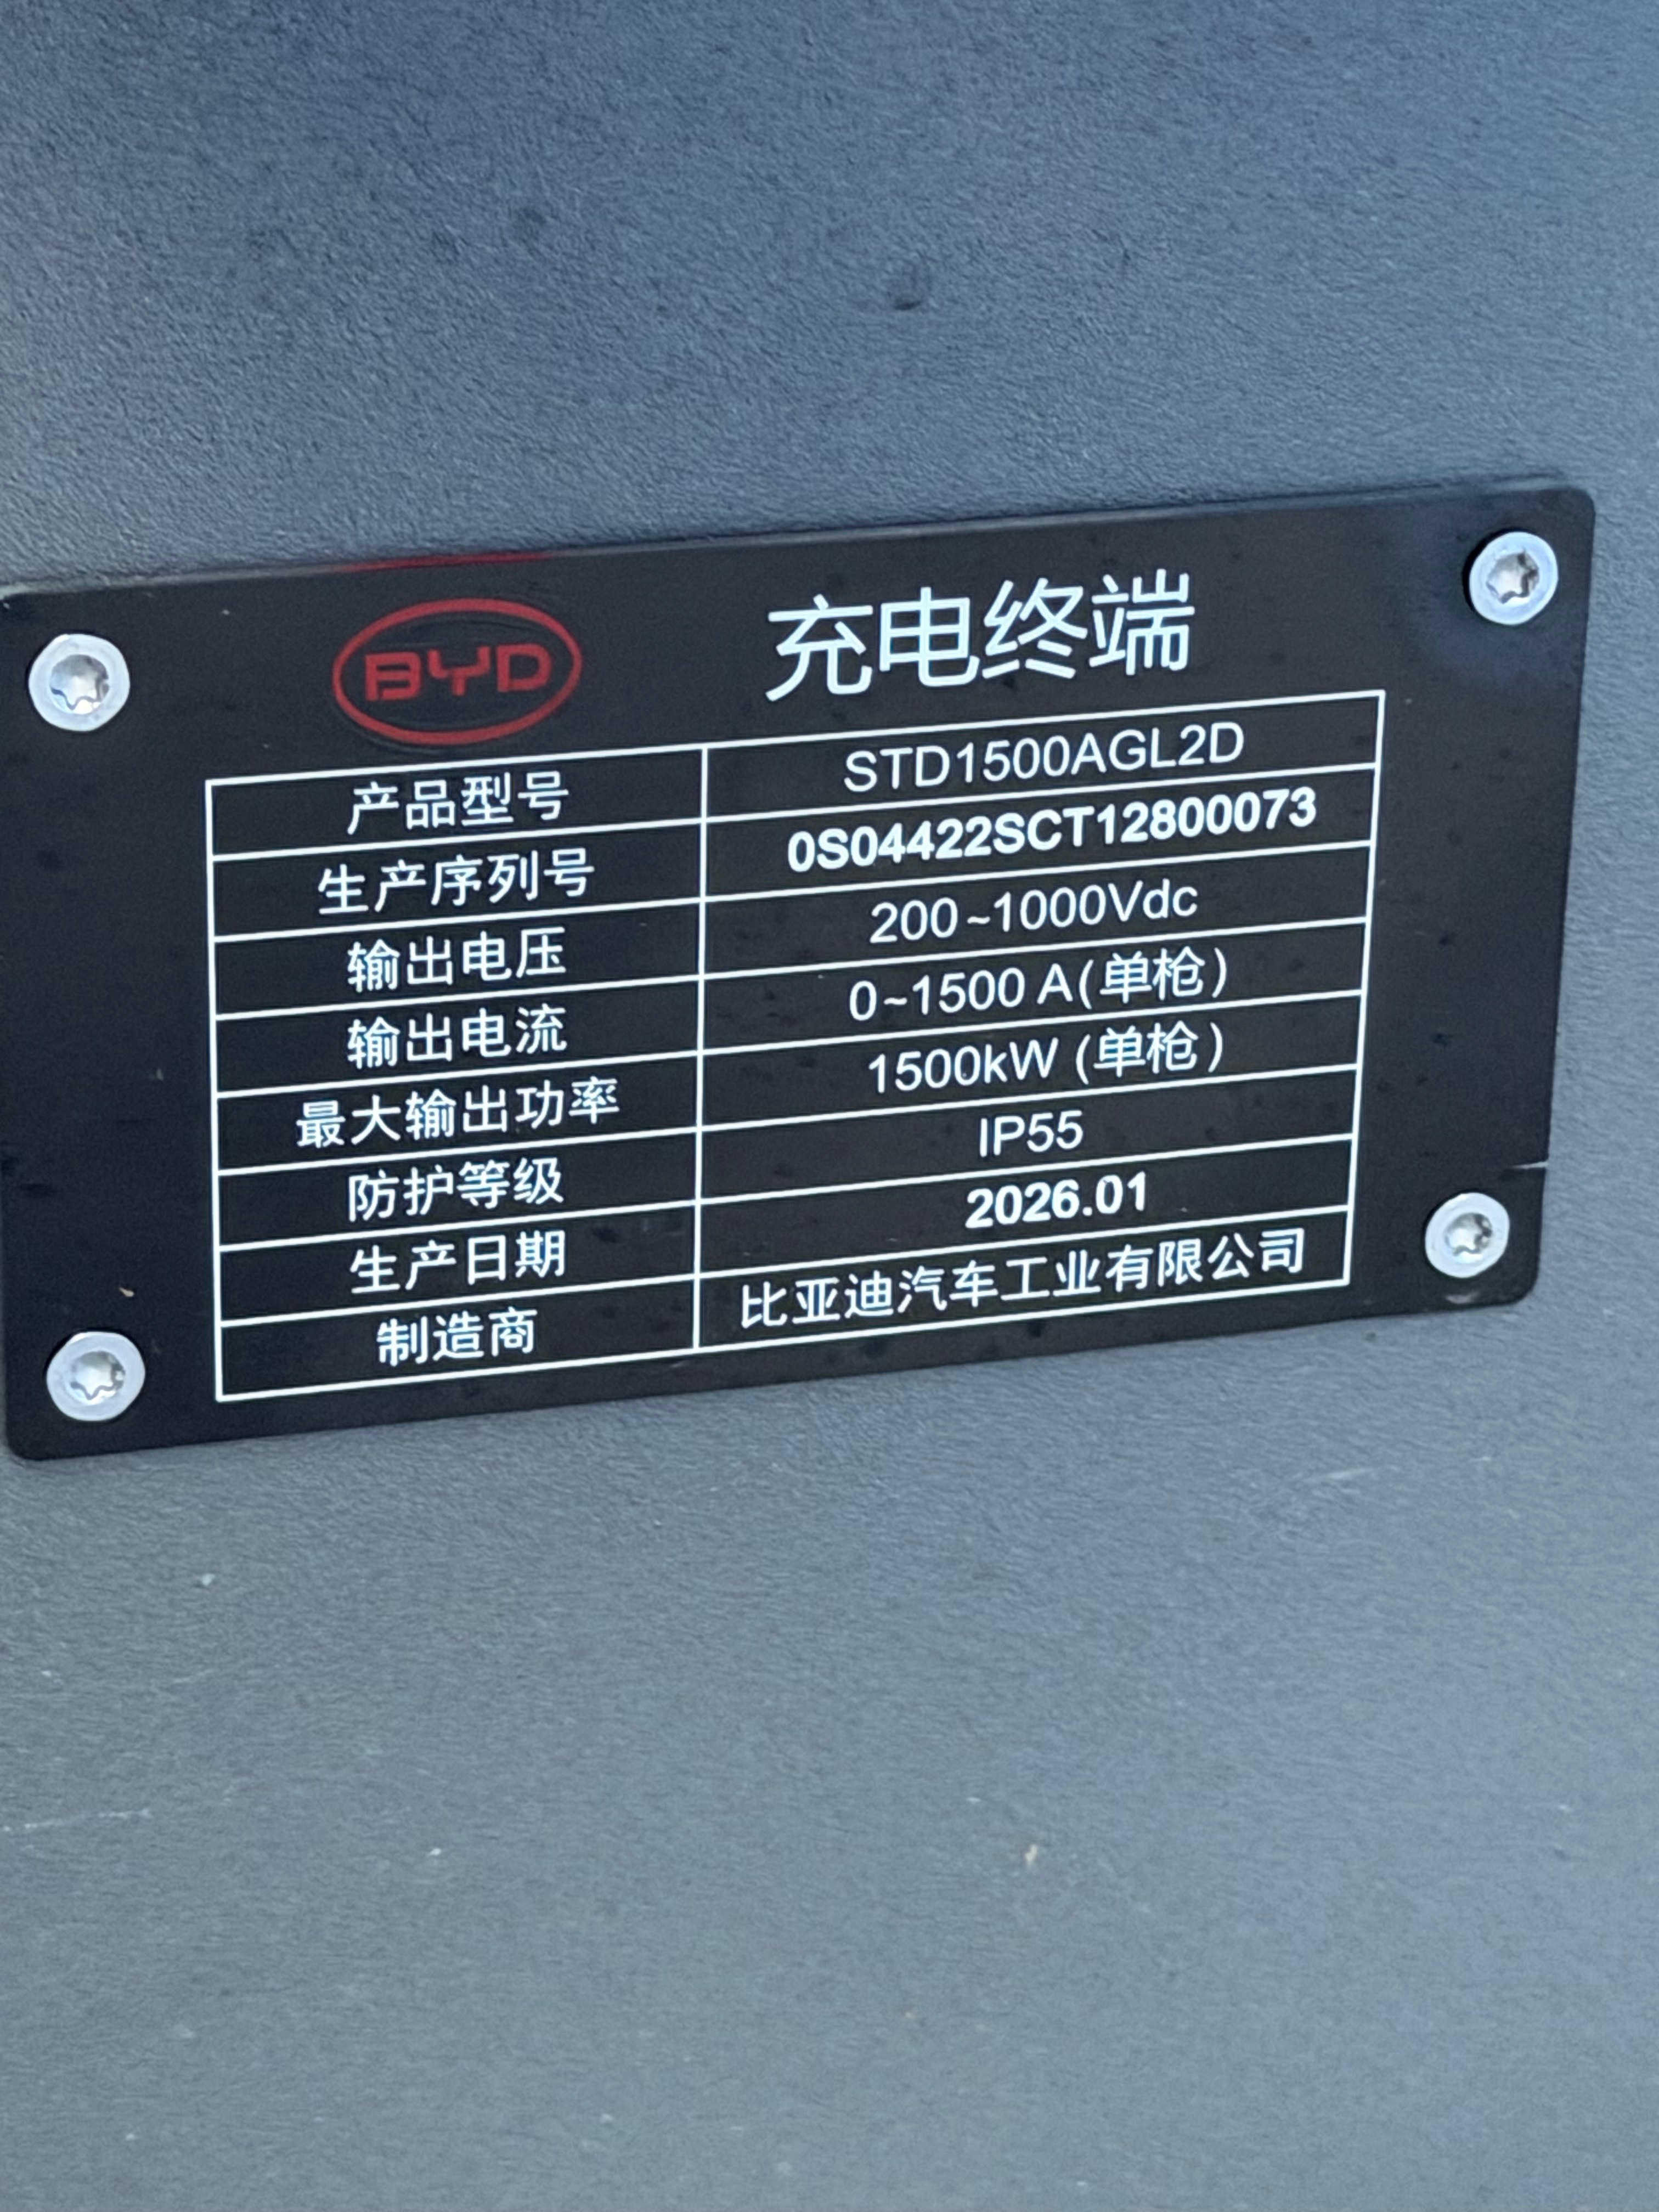 BYD 充电终端
产品型号 STD1500AGL2D
生产序列号 0S04422SCT12800073
输出电压 200~1000Vdc
输出电流 0~1500 A(单枪)
最大输出功率 1500kW (单枪)
防护等级 IP55
生产日期 2026.01
制造商 比亚迪汽车工业有限公司